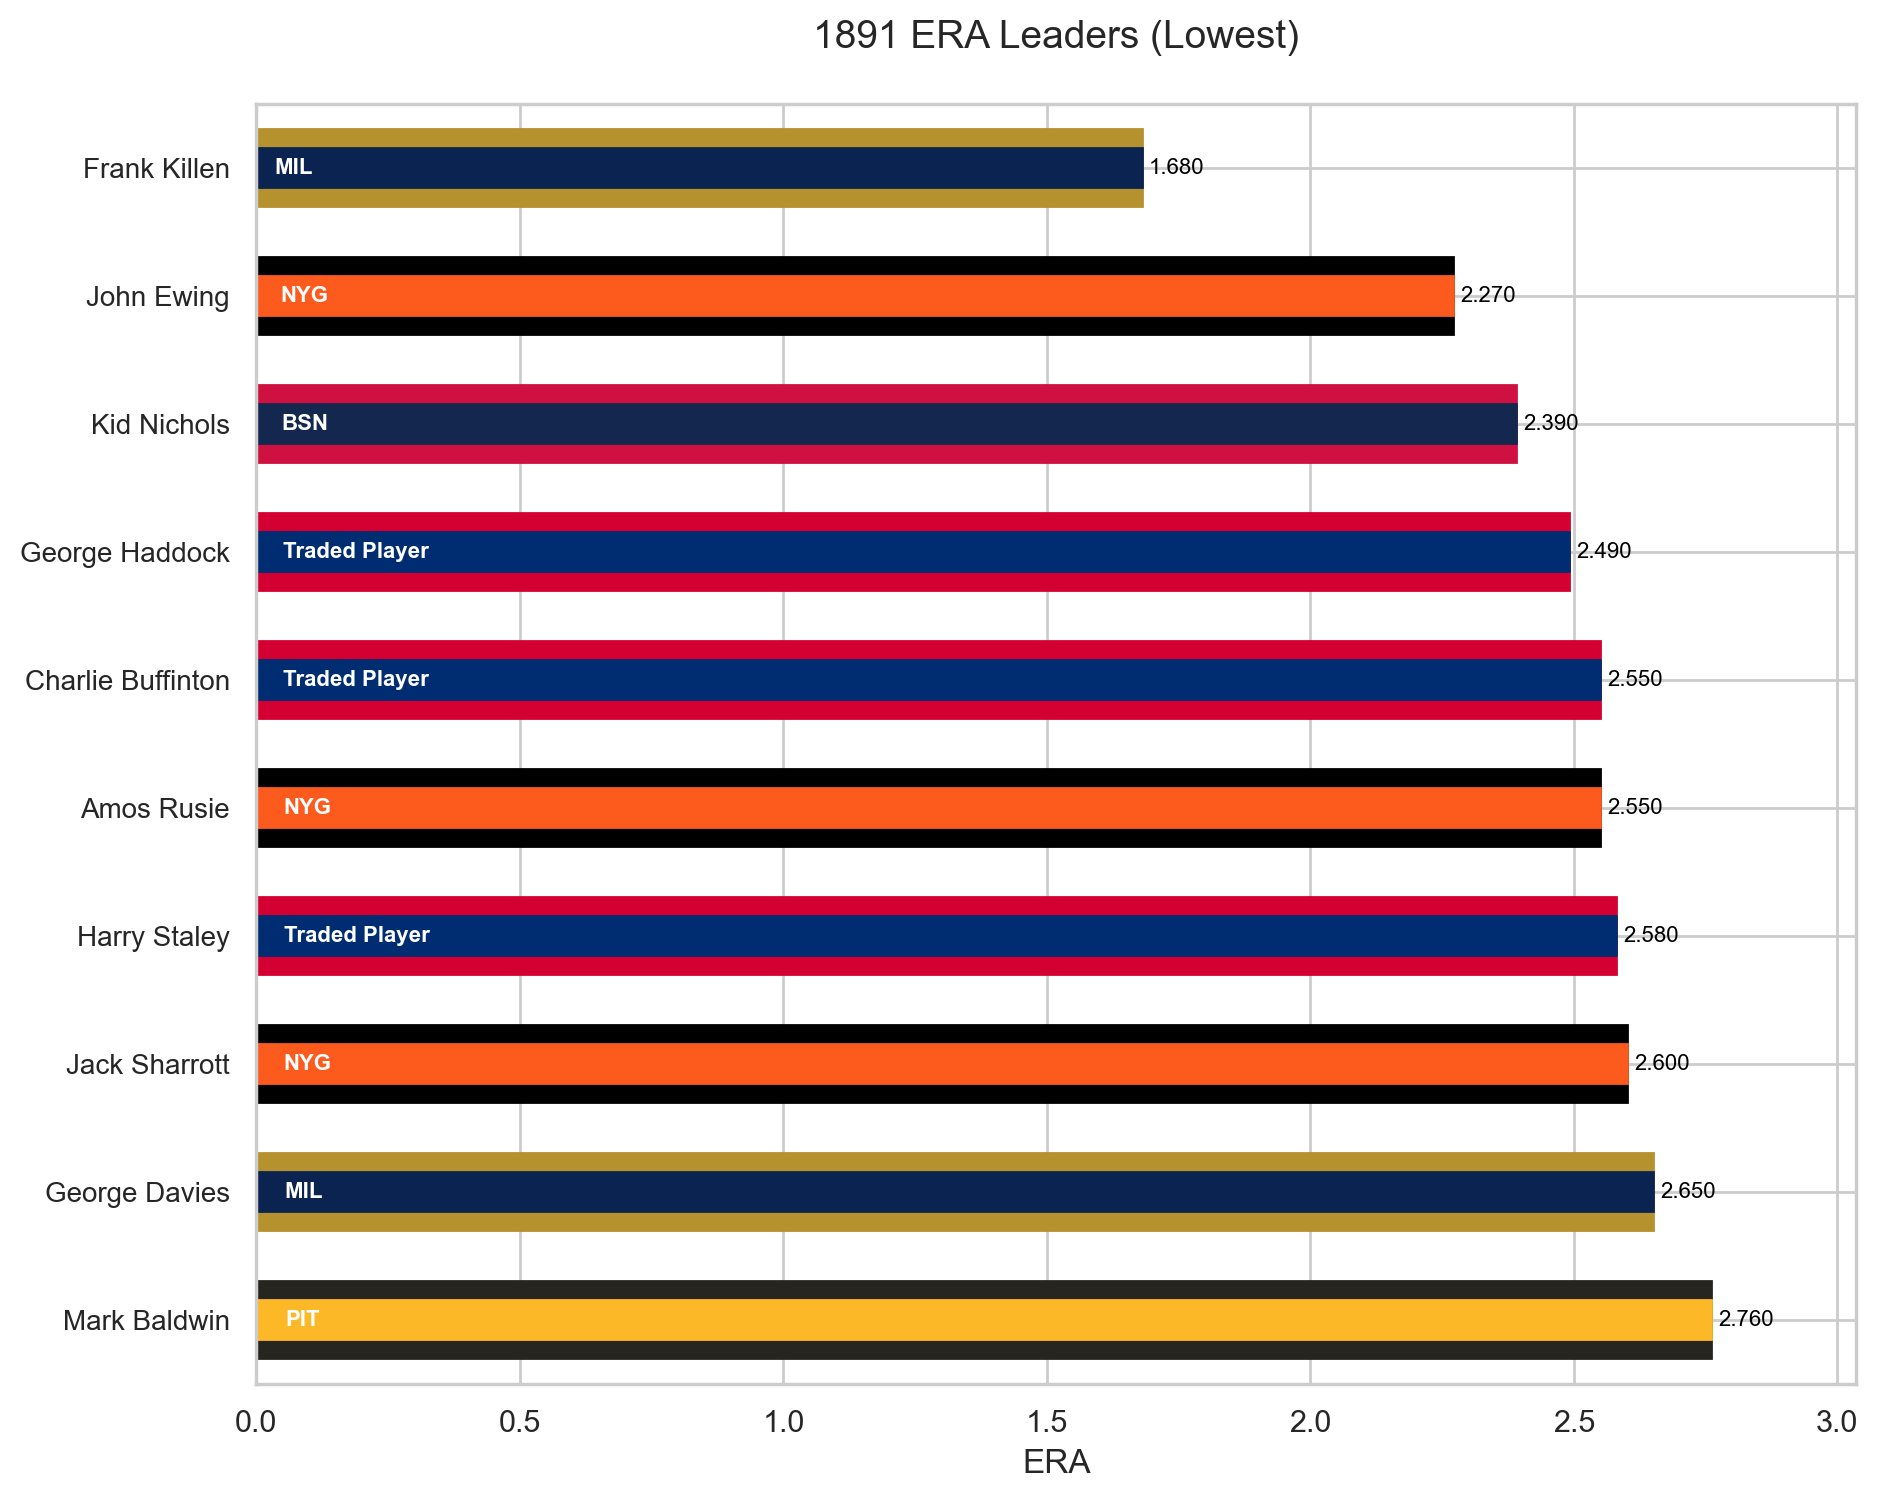 1891 ERA Leaders (Lowest)
Frank Killen MIL 1.680
John Ewing NYG 2.270
Kid Nichols BSN 2.390
George Haddock Traded Player 2.490
Charlie Buffinton Traded Player 2.550
Amos Rusie NYG 2.550
Harry Staley Traded Player 2.580
Jack Sharrott NYG 2.600
George Davies MIL 2.650
Mark Baldwin PIT 2.760
0.0 0.5 1.0 1.5 2.0 2.5 3.0
ERA